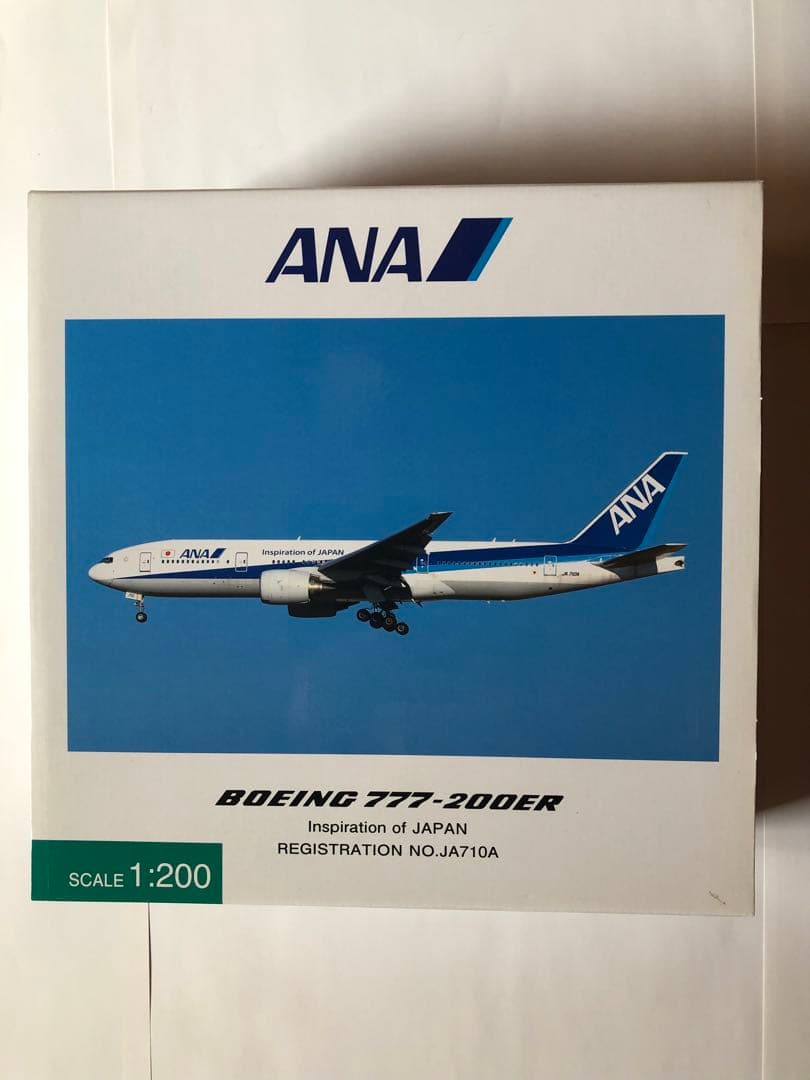 ANA
ANA
ANA
Inspiration of JAPAN
BOEING 777-200ER
Inspiration of JAPAN
REGISTRATION NO.JA710A
SCALE 1:200